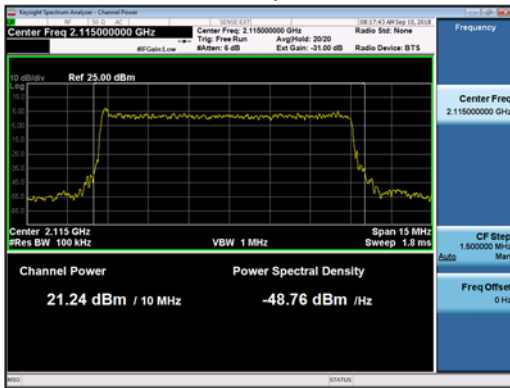 Keysight Spectrum Analyzer - Channel Power
RF 50 Ω AC SENSE:EXT 08:17:43 AM Sep 10, 2018
Center Freq 2.115000000 GHz Center Freq: 2.115000000 GHz Radio Std: None Frequency
Trig: Free Run Avg|Hold: 20/20
#IFGain:Low #Atten: 6 dB Ext Gain: -31.00 dB Radio Device: BTS
10 dB/div Ref 25.00 dBm
Log
15.0
5.00
Center Freq
2.115000000 GHz
Center 2.115 GHz Span 15 MHz
#Res BW 100 kHz VBW 1 MHz Sweep 1.8 ms
CF Step
1.500000 MHz
Auto Man
Channel Power Power Spectral Density
21.24 dBm / 10 MHz -48.76 dBm /Hz
Freq Offset
0 Hz
MSG STATUS